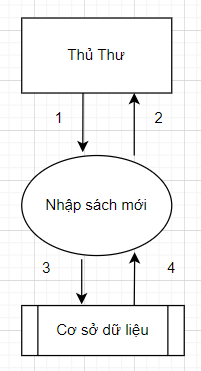 Thủ Thư
1 2
Nhập sách mới
3 4
Cơ sở dữ liệu